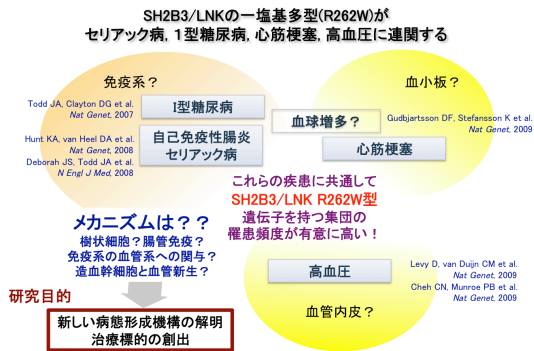 SH2B3/LNKの一塩基多型(R262W)が
セリアック病, 1型糖尿病, 心筋梗塞, 高血圧に連関する
免疫系？
血小板？
Todd JA, Clayton DG et al.
Nat Genet, 2007
I型糖尿病
血球増多？
Gudbjartsson DF, Stefansson K et al.
Nat Genet, 2009
Hunt KA, van Heel DA et al.
Nat Genet, 2008
Deborah JS, Todd JA et al.
N Engl J Med, 2008
自己免疫性腸炎
セリアック病
心筋梗塞
これらの疾患に共通して
SH2B3/LNK R262W型
遺伝子を持つ集団の
罹患頻度が有意に高い！
メカニズムは？？
樹状細胞？腸管免疫？
免疫系の血管系への関与？
造血幹細胞と血管新生？
高血圧
Levy D, van Duijn CM et al.
Nat Genet, 2009
Cheh CN, Munroe PB et al.
Nat Genet, 2009
血管内皮？
研究目的
新しい病態形成機構の解明
治療標的の創出